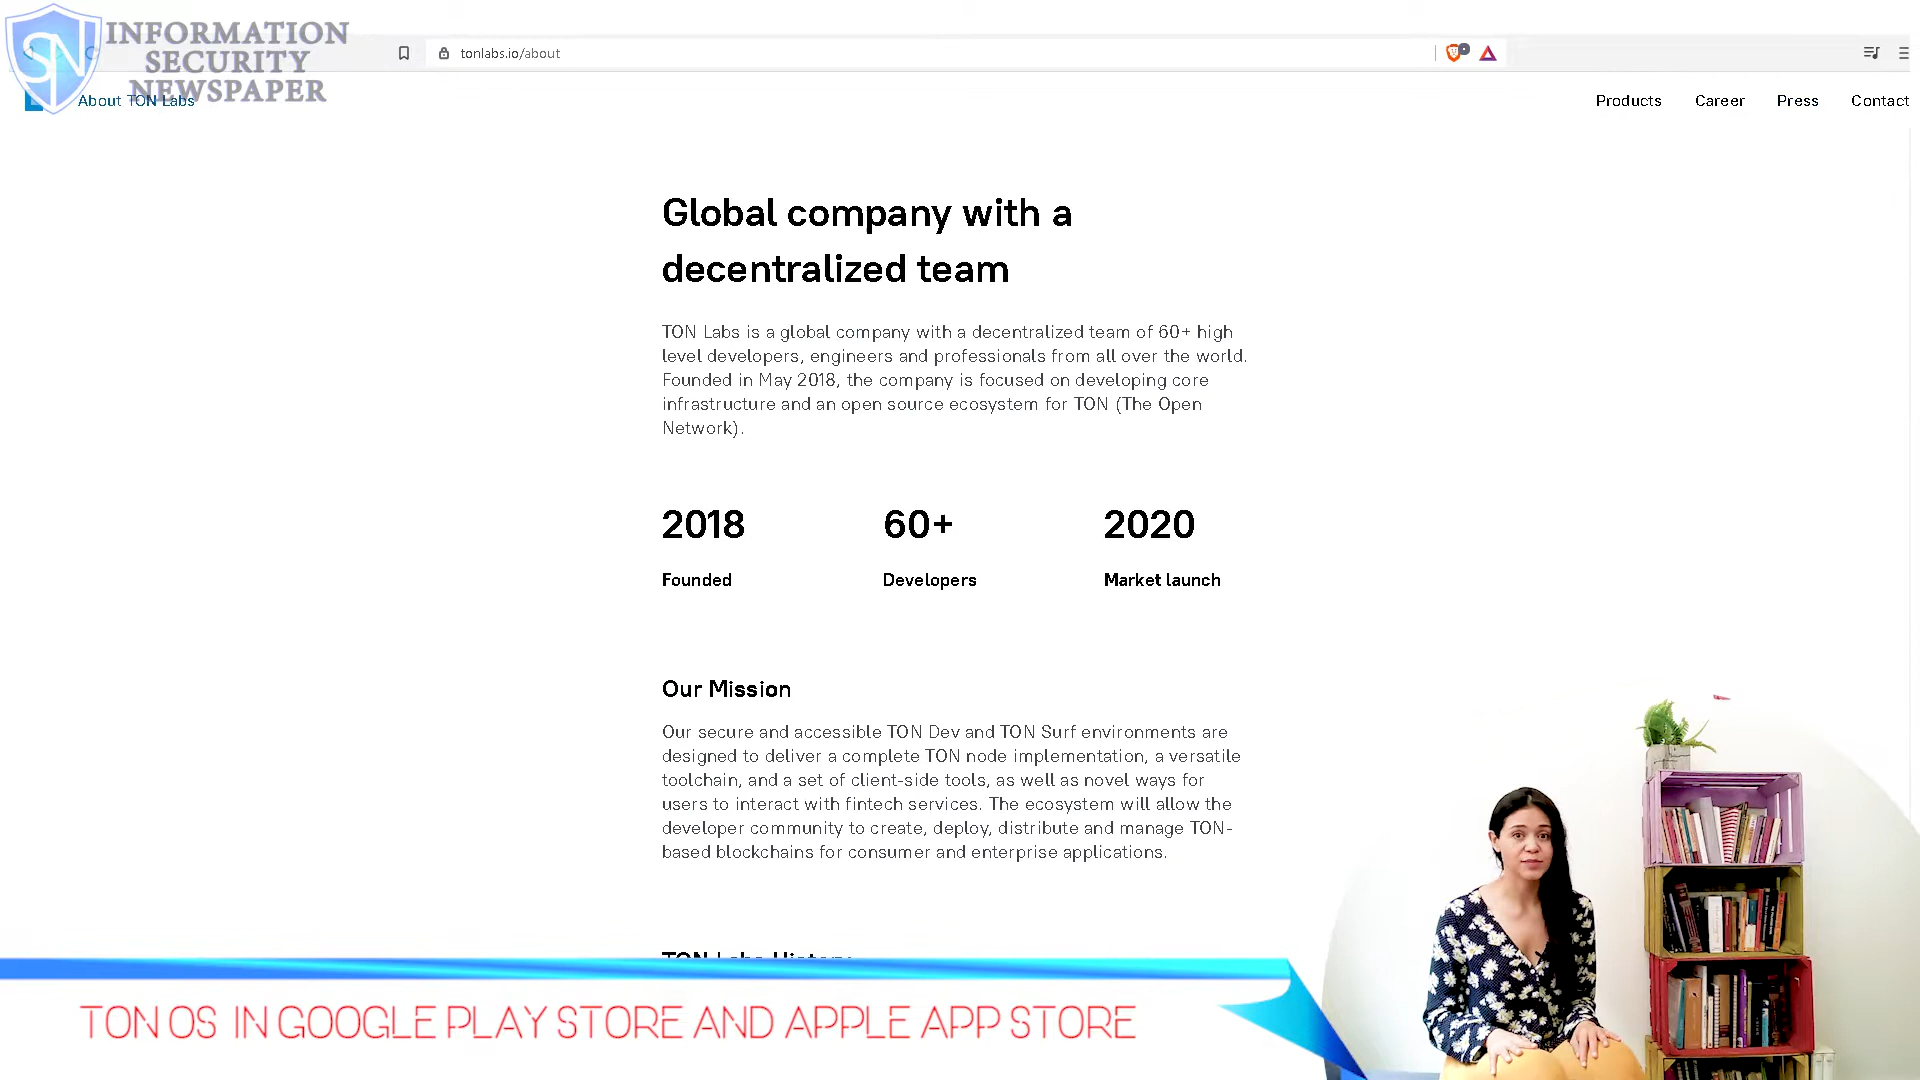 INFORMATION
SECURITY
NEWSPAPER
SN
tonlabs.io/about
About TON Labs
Products
Career
Press
Contact
Global company with a
decentralized team
TON Labs is a global company with a decentralized team of 60+ high
level developers, engineers and professionals from all over the world.
Founded in May 2018, the company is focused on developing core
infrastructure and an open source ecosystem for TON (The Open
Network).
2018
60+
2020
Founded
Developers
Market launch
Our Mission
Our secure and accessible TON Dev and TON Surf environments are
designed to deliver a complete TON node implementation, a versatile
toolchain, and a set of client-side tools, as well as novel ways for
users to interact with fintech services. The ecosystem will allow the
developer community to create, deploy, distribute and manage TON-
based blockchains for consumer and enterprise applications.
TON Labs History
TON OS IN GOOGLE PLAY STORE AND APPLE APP STORE